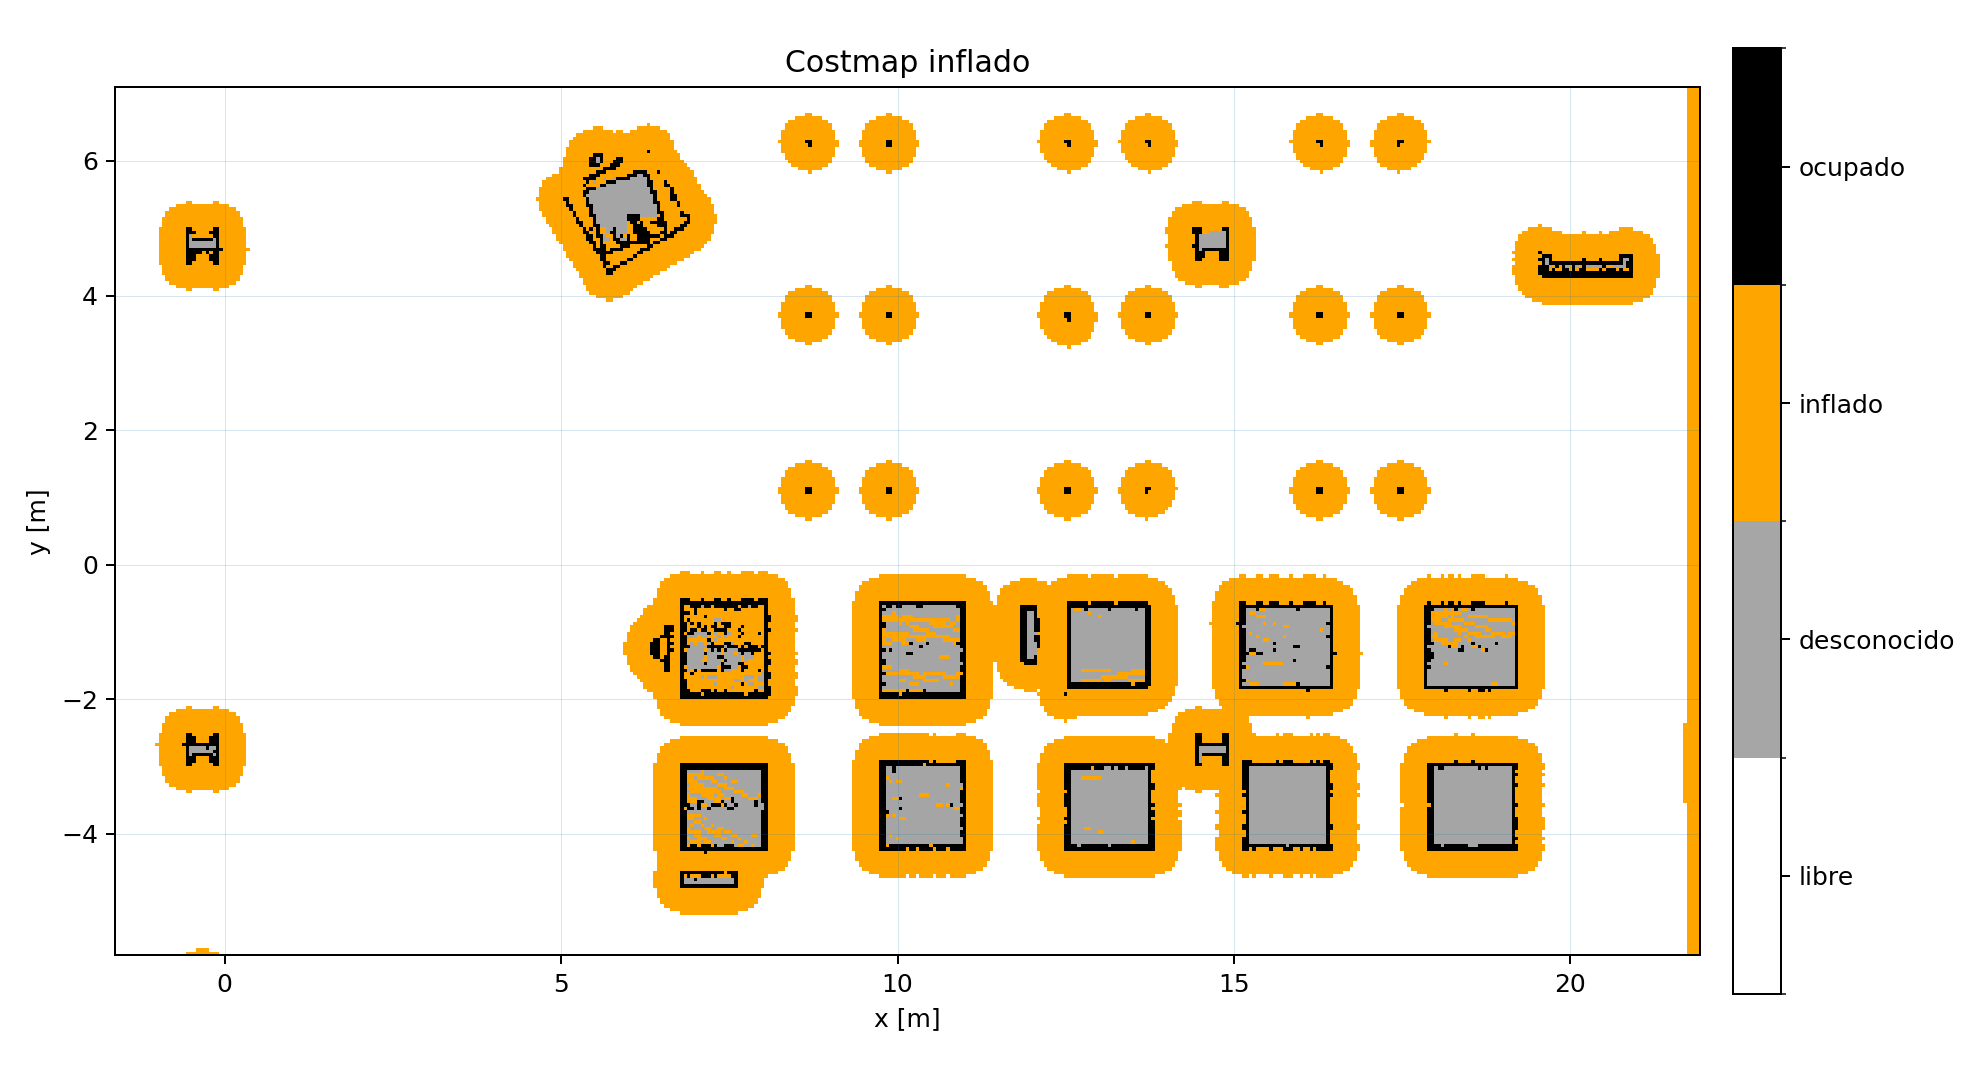 Costmap inflado
6
4
2
0
−2
−4
y [m]
0
5
10
15
20
x [m]
ocupado
inflado
desconocido
libre